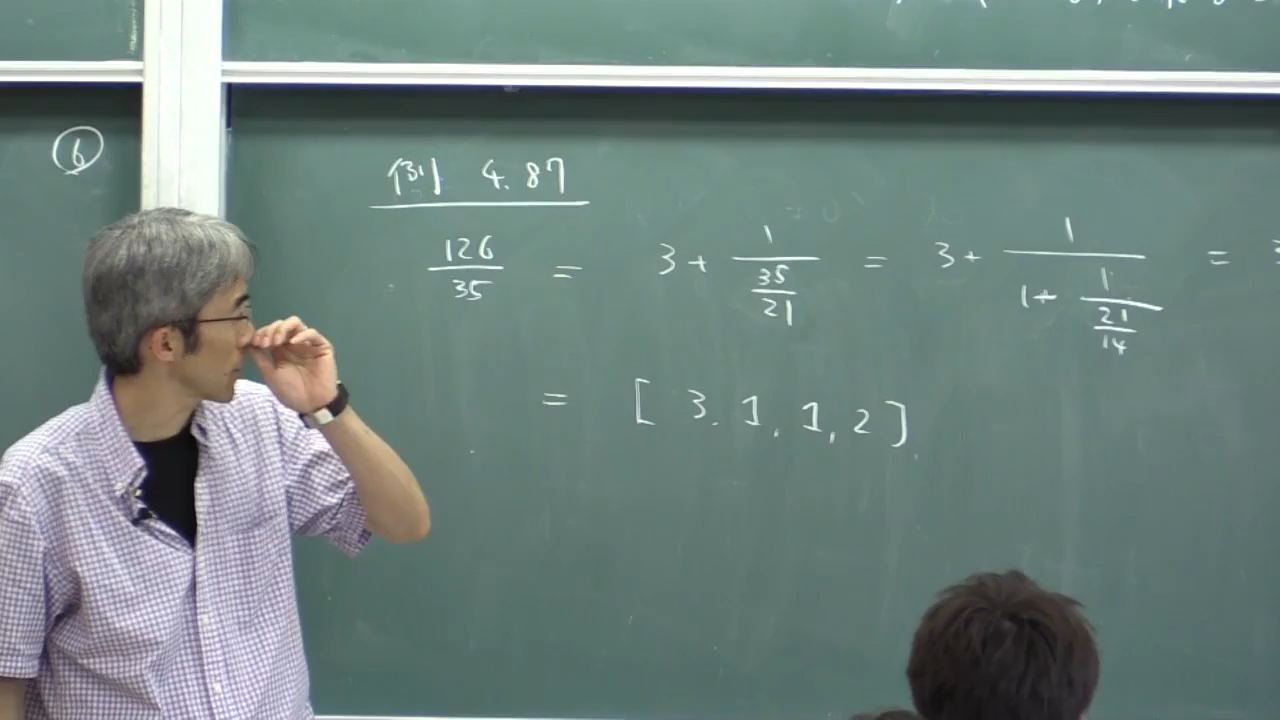 ⑥
例 4.87
126/35 = 3 + 1/(35/21) = 3 + 1/(1 + 1/(21/14)) = 3
= [3, 1, 1, 2]